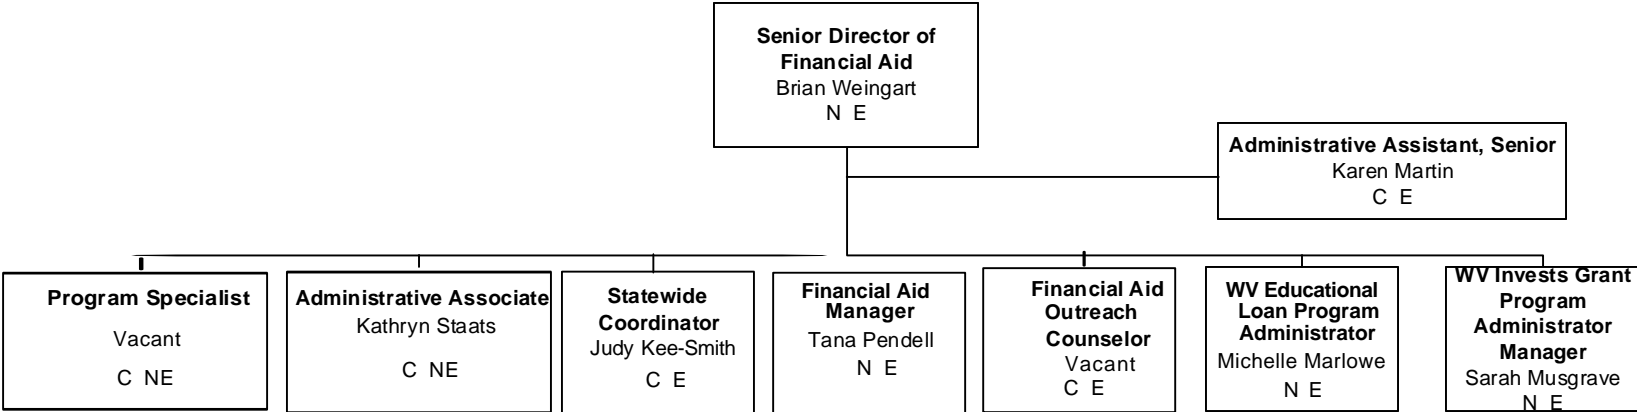 Senior Director of
Financial Aid
Brian Weingart
N E
Administrative Assistant, Senior
Karen Martin
C E
Program Specialist
Vacant
C NE
Administrative Associate
Kathryn Staats
C NE
Statewide
Coordinator
Judy Kee-Smith
C E
Financial Aid
Manager
Tana Pendell
N E
Financial Aid
Outreach
Counselor
Vacant
C E
WV Educational
Loan Program
Administrator
Michelle Marlowe
N E
WV Invests Grant
Program
Administrator
Manager
Sarah Musgrave
N E